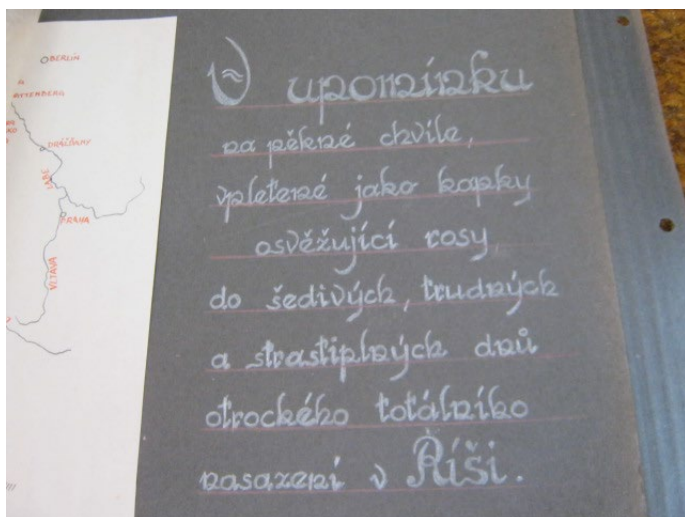 BERLÍN
WITTENBERG
DRÁŽĎANY
LABE
PRAHA
VLTAVA
V upomínku
na pěkné chvíle,
vpletené jako kapky
osvěžující rosy,
do šedivých, trudných
a strastiplných dnů
otrockého totálního
nasazení v Říši.